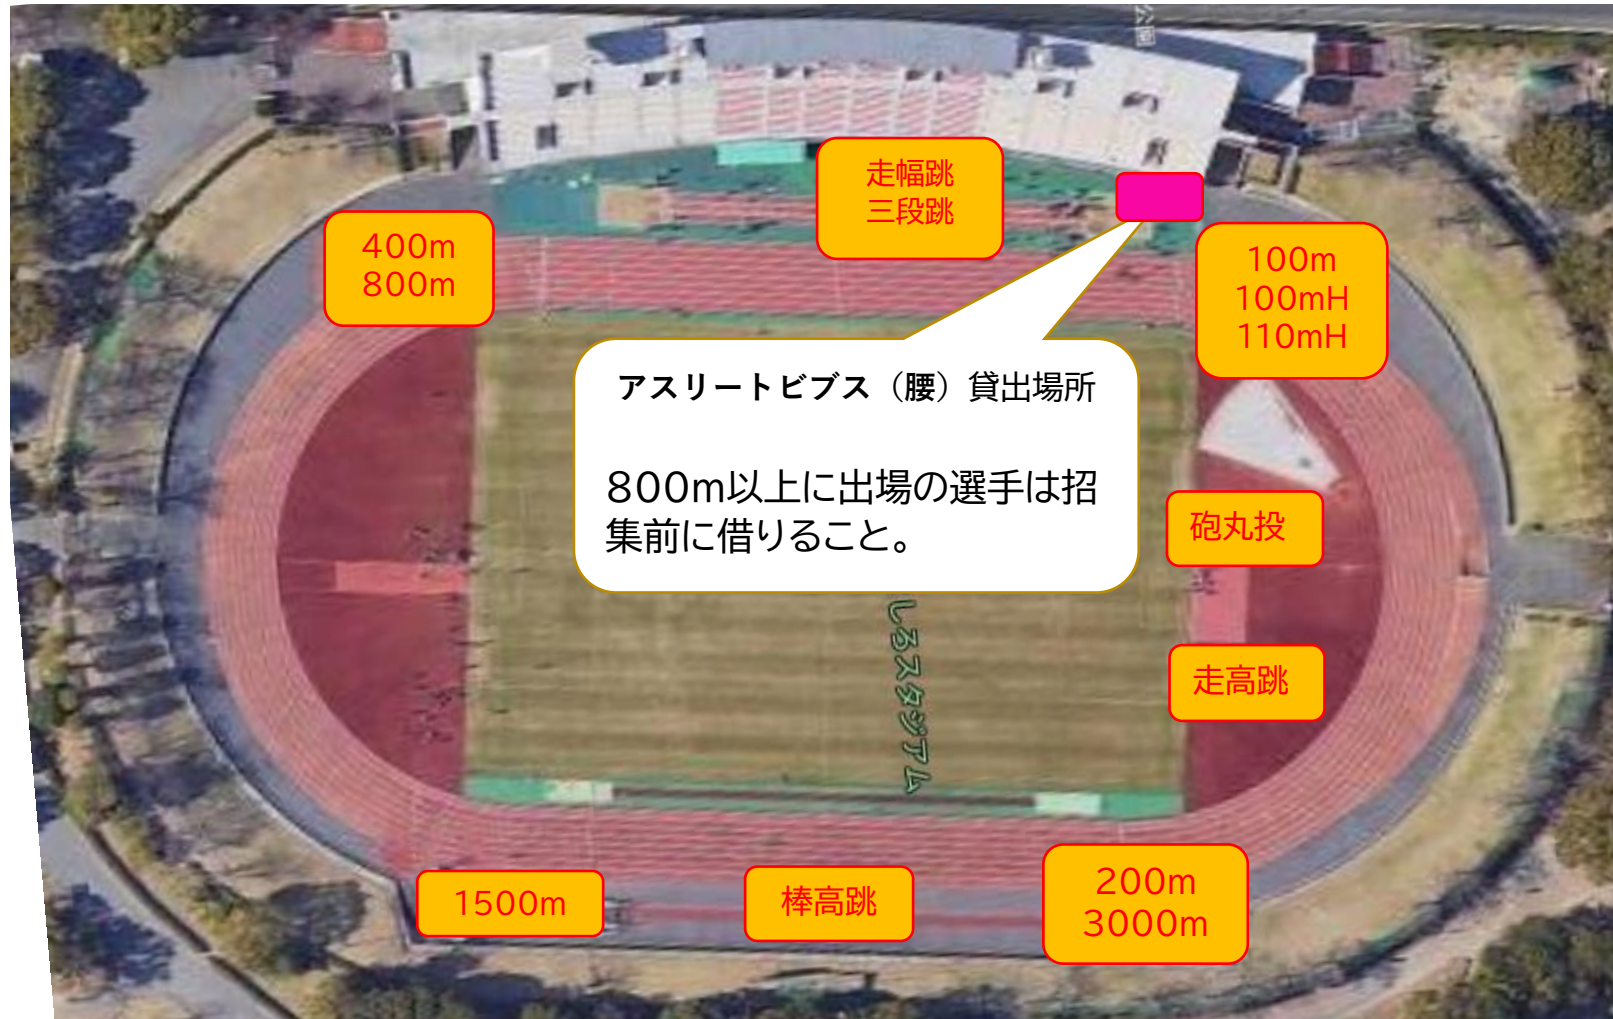 公園
走幅跳
三段跳
400m
800m
100m
100mH
110mH
アスリートビブス（腰）貸出場所
800m以上に出場の選手は招
集前に借りること。
砲丸投
しろスタジアム
走高跳
1500m
棒高跳
200m
3000m